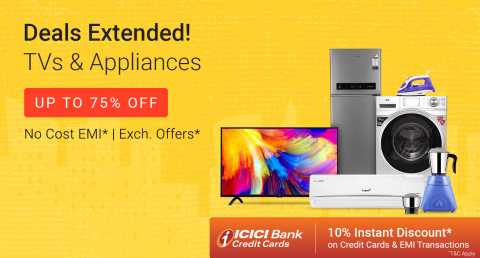 Deals Extended!
TVs & Appliances
UP TO 75% OFF
No Cost EMI* | Exch. Offers*
ICICI Bank
Credit Cards
10% Instant Discount*
on Credit Cards & EMI Transactions
*T&C Apply